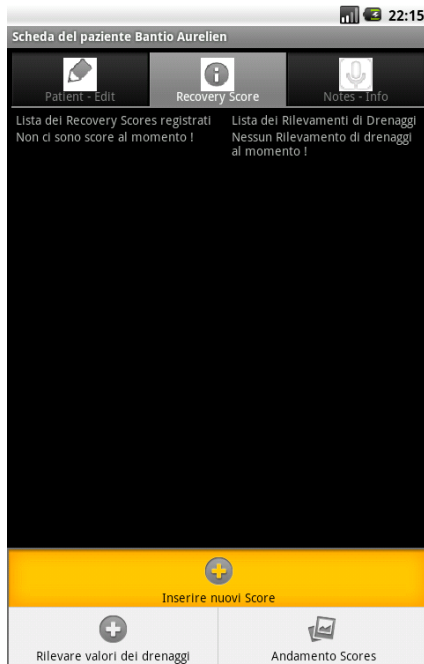 22:15
Scheda del paziente Bantio Aurelien
Patient - Edit
Recovery Score
Notes - Info
Lista dei Recovery Scores registrati
Non ci sono score al momento !
Lista dei Rilevamenti di Drenaggi
Nessun Rilevamento di drenaggi
al momento !
Inserire nuovi Score
Rilevare valori dei drenaggi
Andamento Scores